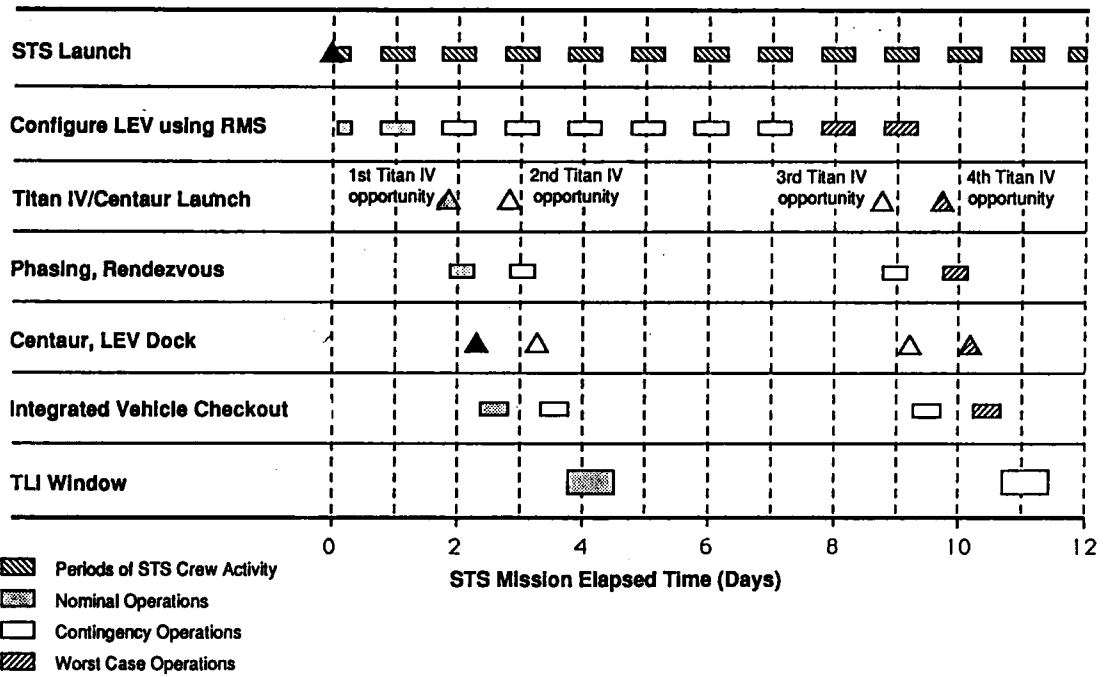 STS Launch
Configure LEV using RMS
1st Titan IV
opportunity
2nd Titan IV
opportunity
3rd Titan IV
opportunity
4th Titan IV
opportunity
Titan IV/Centaur Launch
Phasing, Rendezvous
Centaur, LEV Dock
Integrated Vehicle Checkout
TLI Window
0 2 4 6 8 10 12
STS Mission Elapsed Time (Days)
Periods of STS Crew Activity
Nominal Operations
Contingency Operations
Worst Case Operations